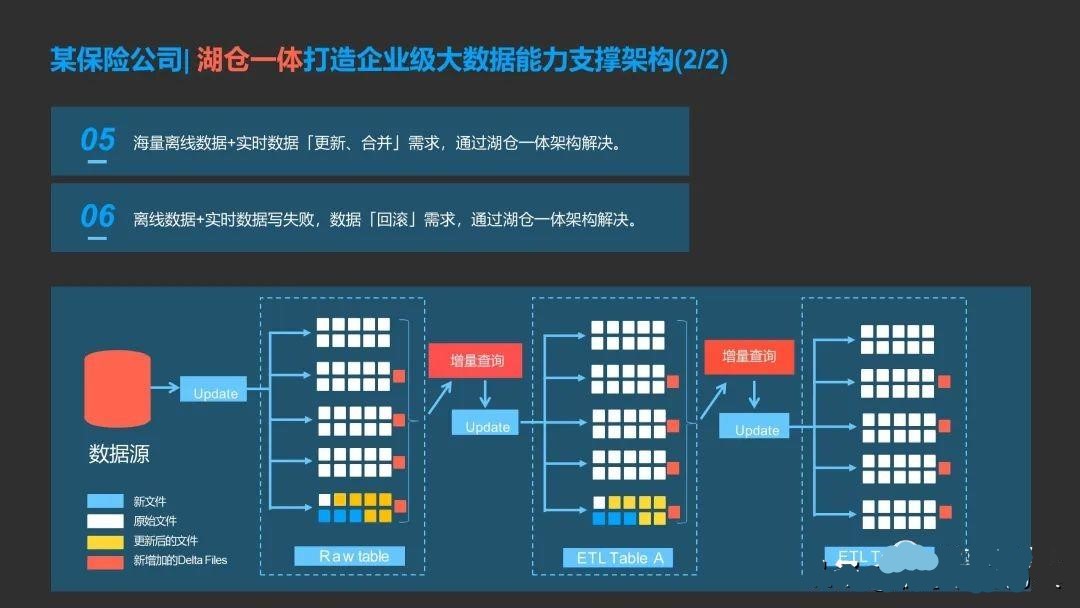 某保险公司| 湖仓一体打造企业级大数据能力支撑架构(2/2)
05 海量离线数据+实时数据「更新、合并」需求，通过湖仓一体架构解决。
06 离线数据+实时数据写失败，数据「回滚」需求，通过湖仓一体架构解决。
数据源
Update
增量查询
Update
增量查询
Update
新文件
原始文件
更新后的文件
新增加的Delta Files
Raw table
ETL Table A
ETL